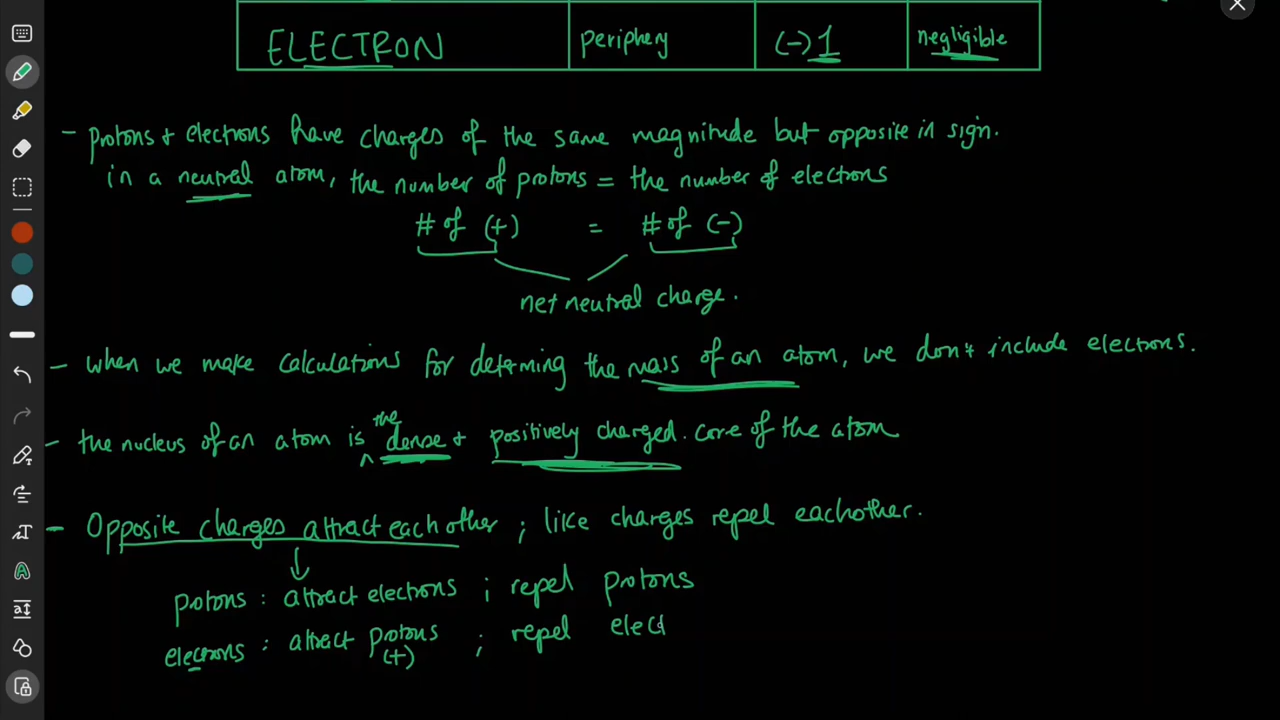 ELECTRON periphery (-) 1 negligible
- protons + electrons have charges of the same magnitude but opposite in sign.
in a neutral atom, the number of protons = the number of electrons
# of (+) = # of (-)
net neutral charge.
- when we make calculations for determing the mass of an atom, we don't include electrons.
- the nucleus of an atom is ^the dense + positively charged. core of the atom
- Opposite charges attract each other ; like charges repel eachother.
protons : attract electrons ; repel protons
electrons : attract protons ; repel elect
(+)